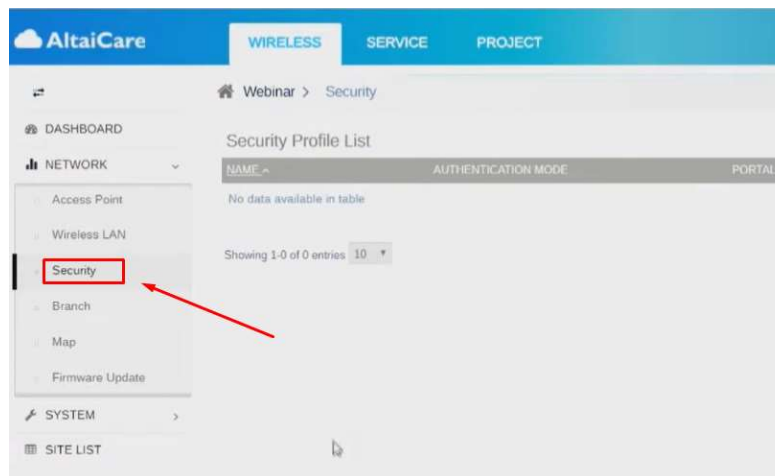 AltaiCare
WIRELESS SERVICE PROJECT
Webinar > Security
DASHBOARD
Security Profile List
NETWORK
NAME AUTHENTICATION MODE PORTAL
Access Point
No data available in table
Wireless LAN
Showing 1-0 of 0 entries 10
Security
Branch
Map
Firmware Update
SYSTEM
SITE LIST